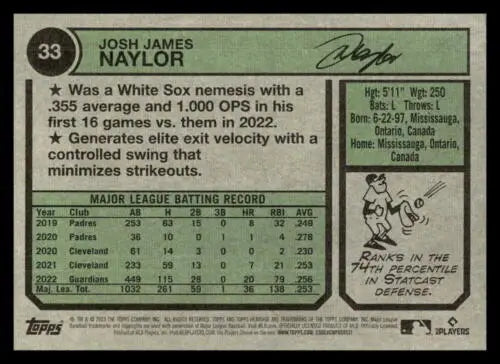 33
JOSH JAMES
NAYLOR
Naylor
★ Was a White Sox nemesis with a
.355 average and 1.000 OPS in his
first 16 games vs. them in 2022.
★ Generates elite exit velocity with a
controlled swing that
minimizes strikeouts.
Hgt: 5'11" Wgt: 250
Bats: L Throws: L
Born: 6-22-97, Mississauga,
Ontario, Canada
Home: Mississauga, Ontario,
Canada
MAJOR LEAGUE BATTING RECORD
Year Club AB H 2B 3B HR RBI AVG
2019 Padres 253 63 15 0 8 32 .249
2020 Padres 36 10 0 1 1 4 .278
2020 Cleveland 61 14 3 0 0 2 .230
2021 Cleveland 233 59 13 0 7 21 .253
2022 Guardians 449 115 28 0 20 79 .256
Maj. Lea. Tot. 1032 261 59 1 36 138 .253
RANKS IN THE
74TH PERCENTILE
IN STATCAST
DEFENSE.
TOPPS
PLAYERS